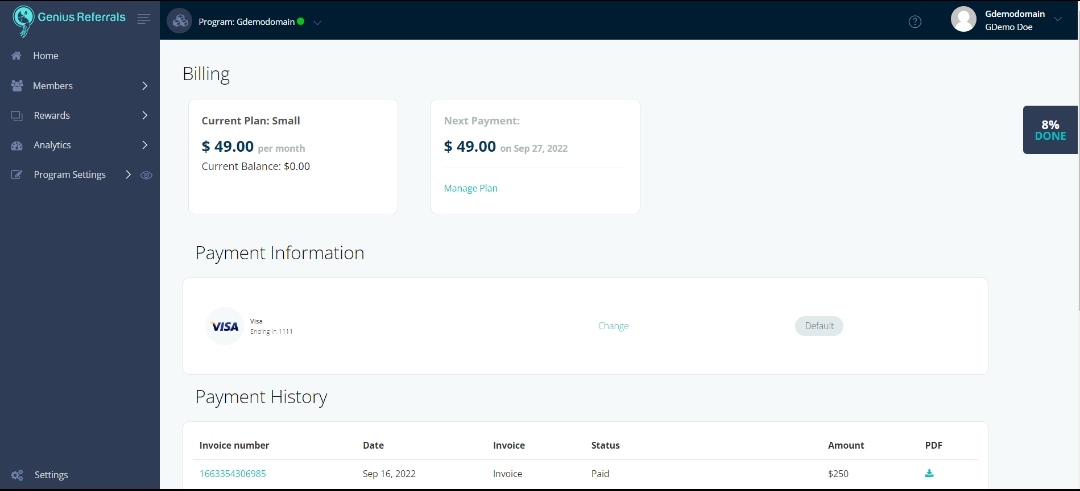 Genius Referrals
Program: Gdemodomain
Gdemodomain
GDemo Doe
Home
Members
Rewards
Analytics
Program Settings
Settings
Billing
Current Plan: Small
$ 49.00 per month
Current Balance: $0.00
Next Payment:
$ 49.00 on Sep 27, 2022
Manage Plan
8%
DONE
Payment Information
VISA
Visa
Ending in 1111
Change
Default
Payment History
Invoice number Date Invoice Status Amount PDF
1663354306985 Sep 16, 2022 Invoice Paid $250